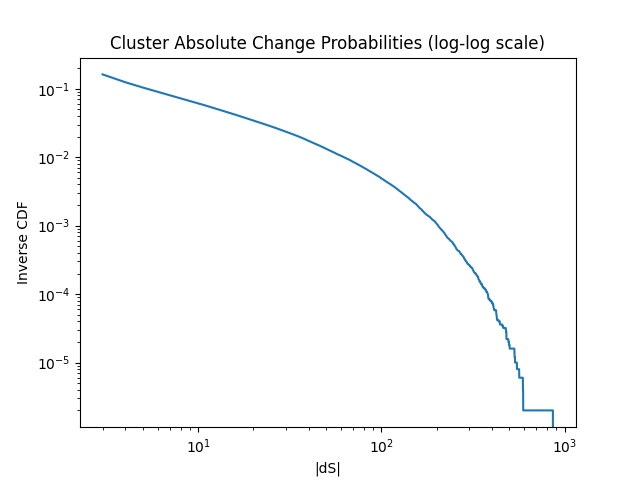 Cluster Absolute Change Probabilities (log-log scale)
10⁻¹
10⁻²
10⁻³
10⁻⁴
10⁻⁵
Inverse CDF
10¹ 10² 10³
|dS|